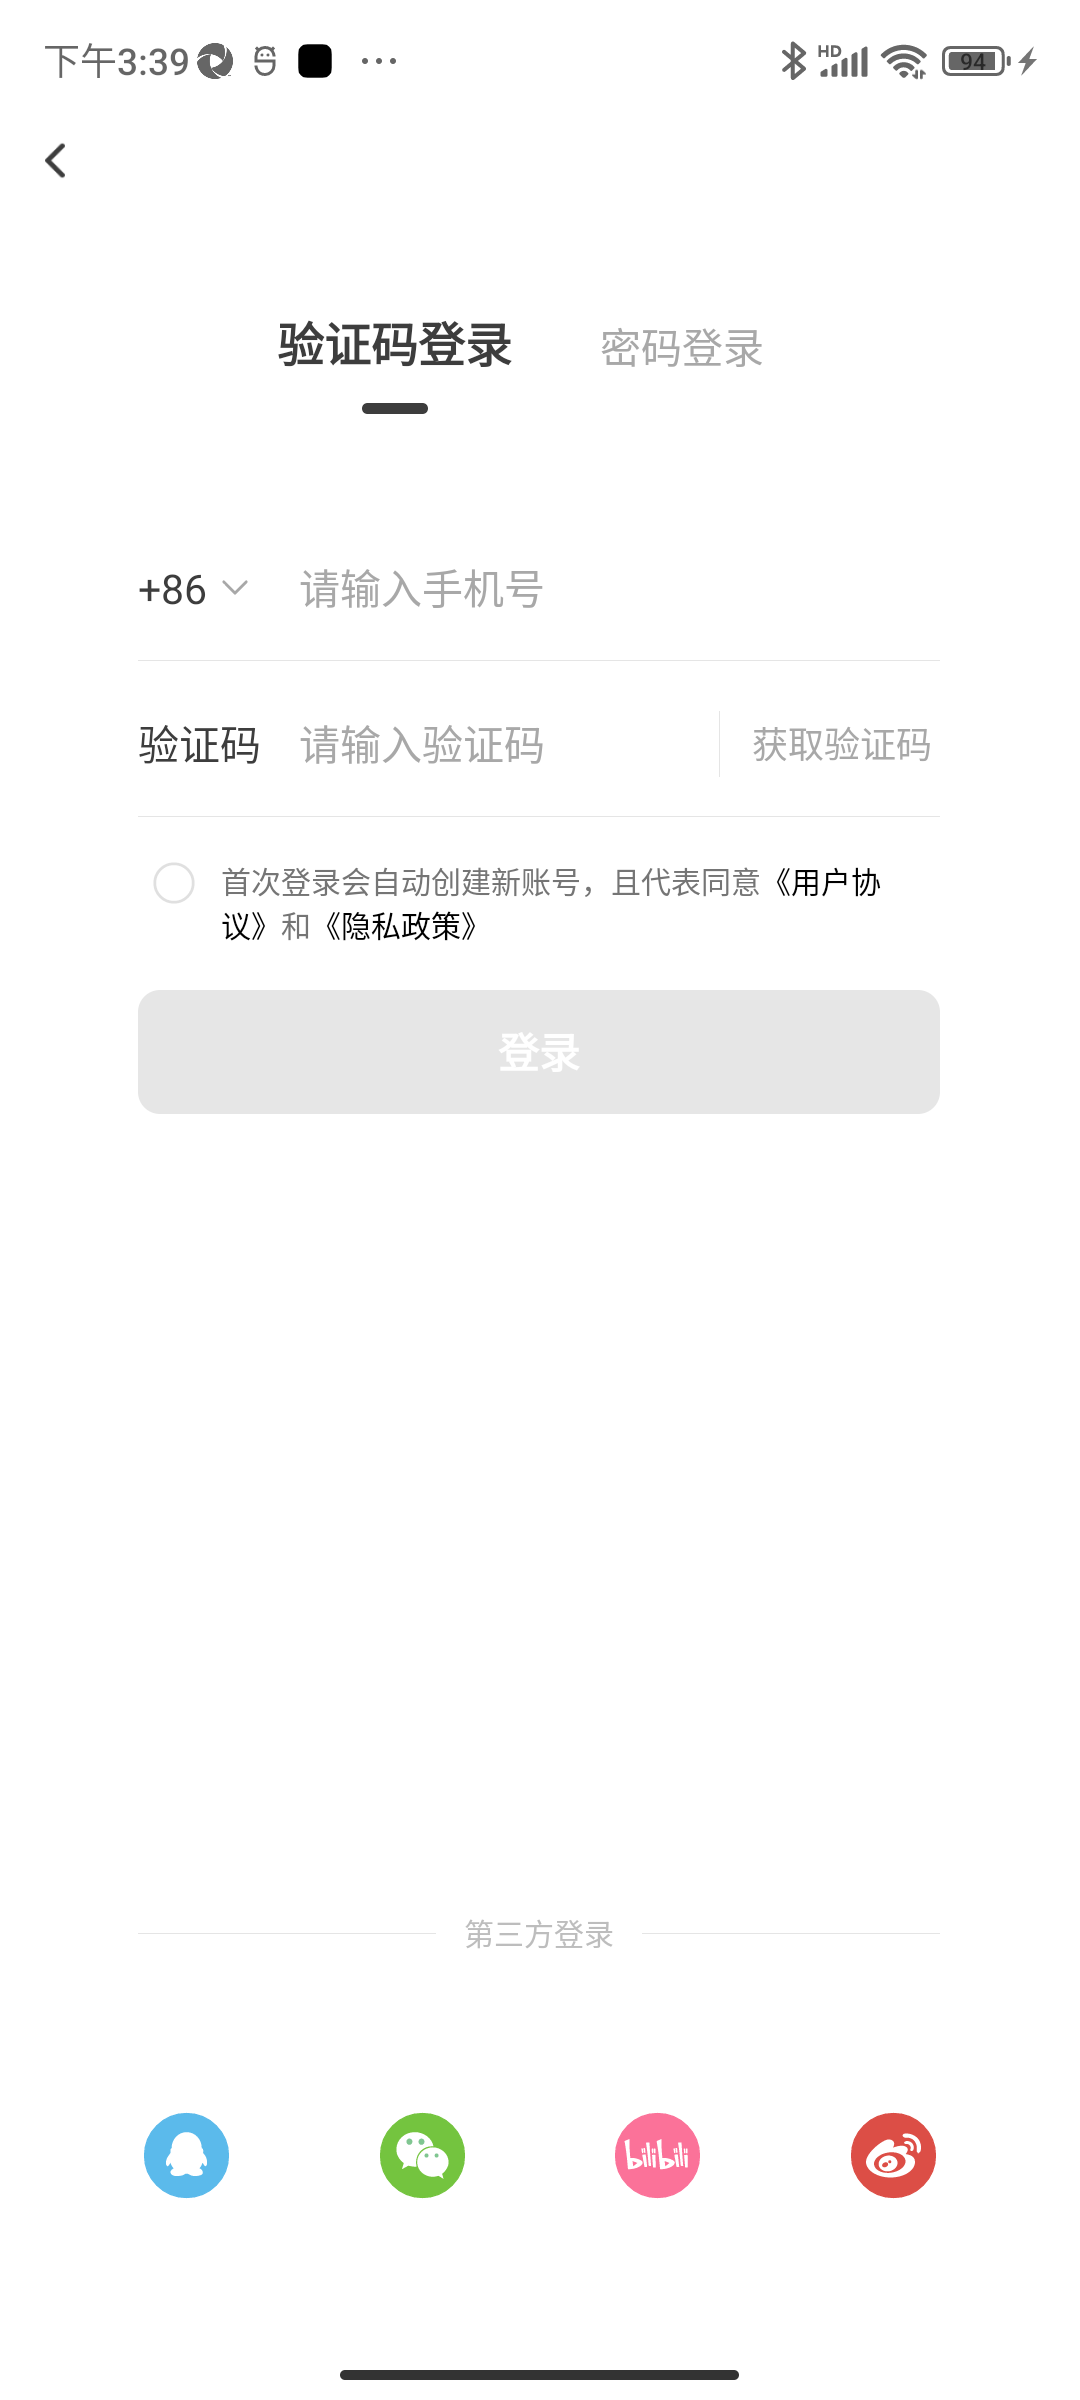 下午3:39
HD
94
验证码登录 密码登录
+86 请输入手机号
验证码 请输入验证码 获取验证码
首次登录会自动创建新账号，且代表同意《用户协
议》和《隐私政策》
登录
第三方登录
bilibili